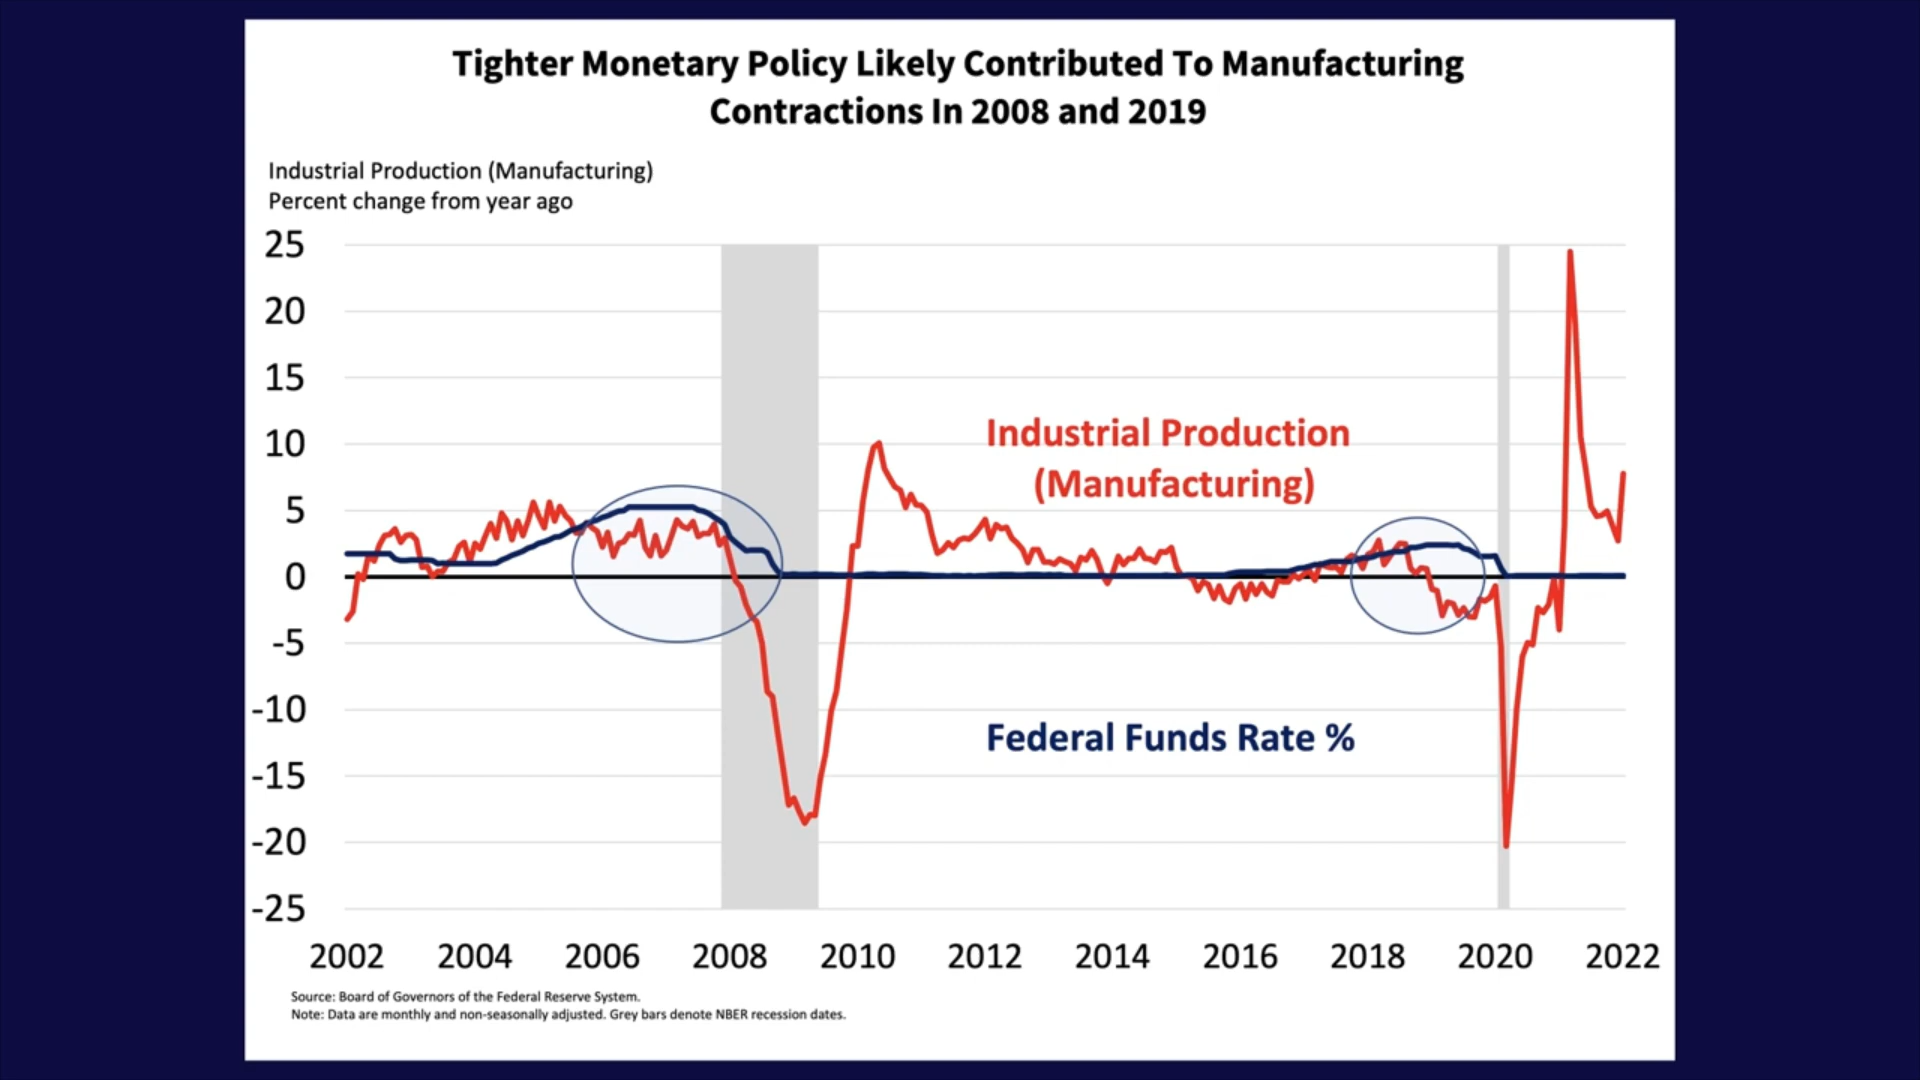 Tighter Monetary Policy Likely Contributed To Manufacturing
Contractions In 2008 and 2019
Industrial Production (Manufacturing)
Percent change from year ago
25
20
15
10
5
0
-5
-10
-15
-20
-25
Industrial Production
(Manufacturing)
Federal Funds Rate %
2002 2004 2006 2008 2010 2012 2014 2016 2018 2020 2022
Source: Board of Governors of the Federal Reserve System.
Note: Data are monthly and non-seasonally adjusted. Grey bars denote NBER recession dates.